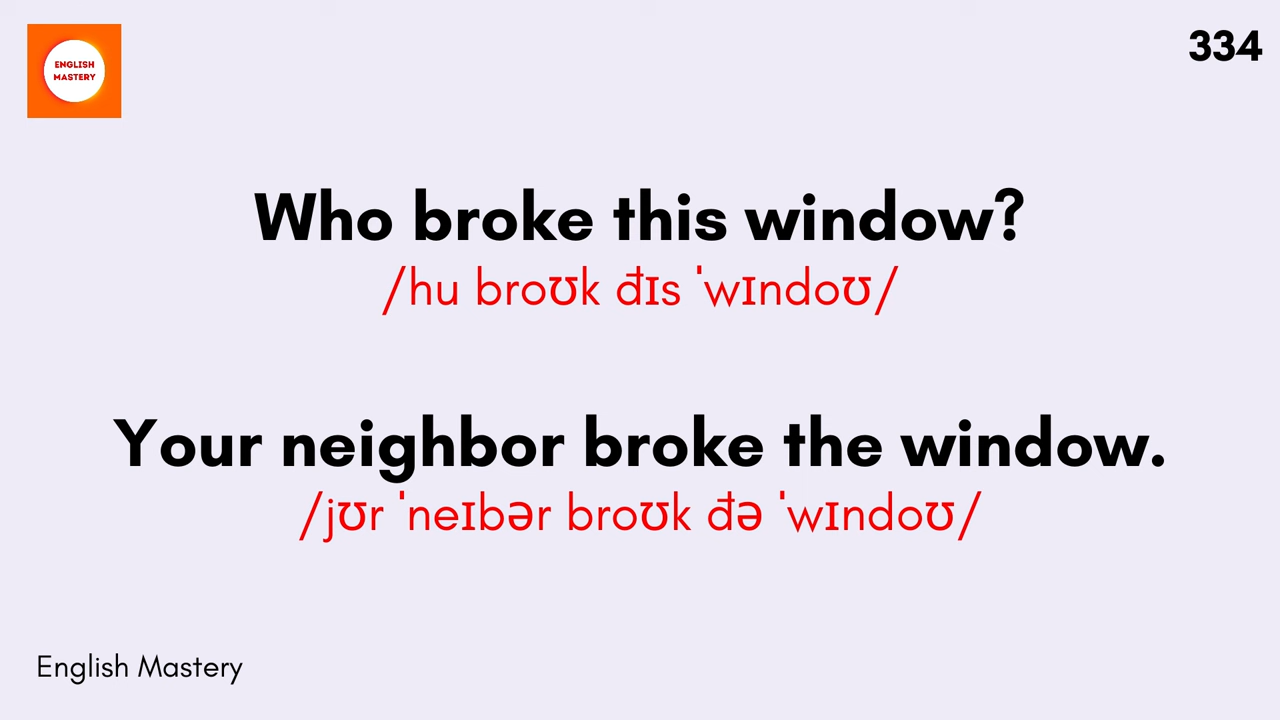 ENGLISH
MASTERY
334
Who broke this window?
/hu broʊk đɪs ˈwɪndoʊ/
Your neighbor broke the window.
/jʊr ˈneɪbər broʊk đə ˈwɪndoʊ/
English Mastery